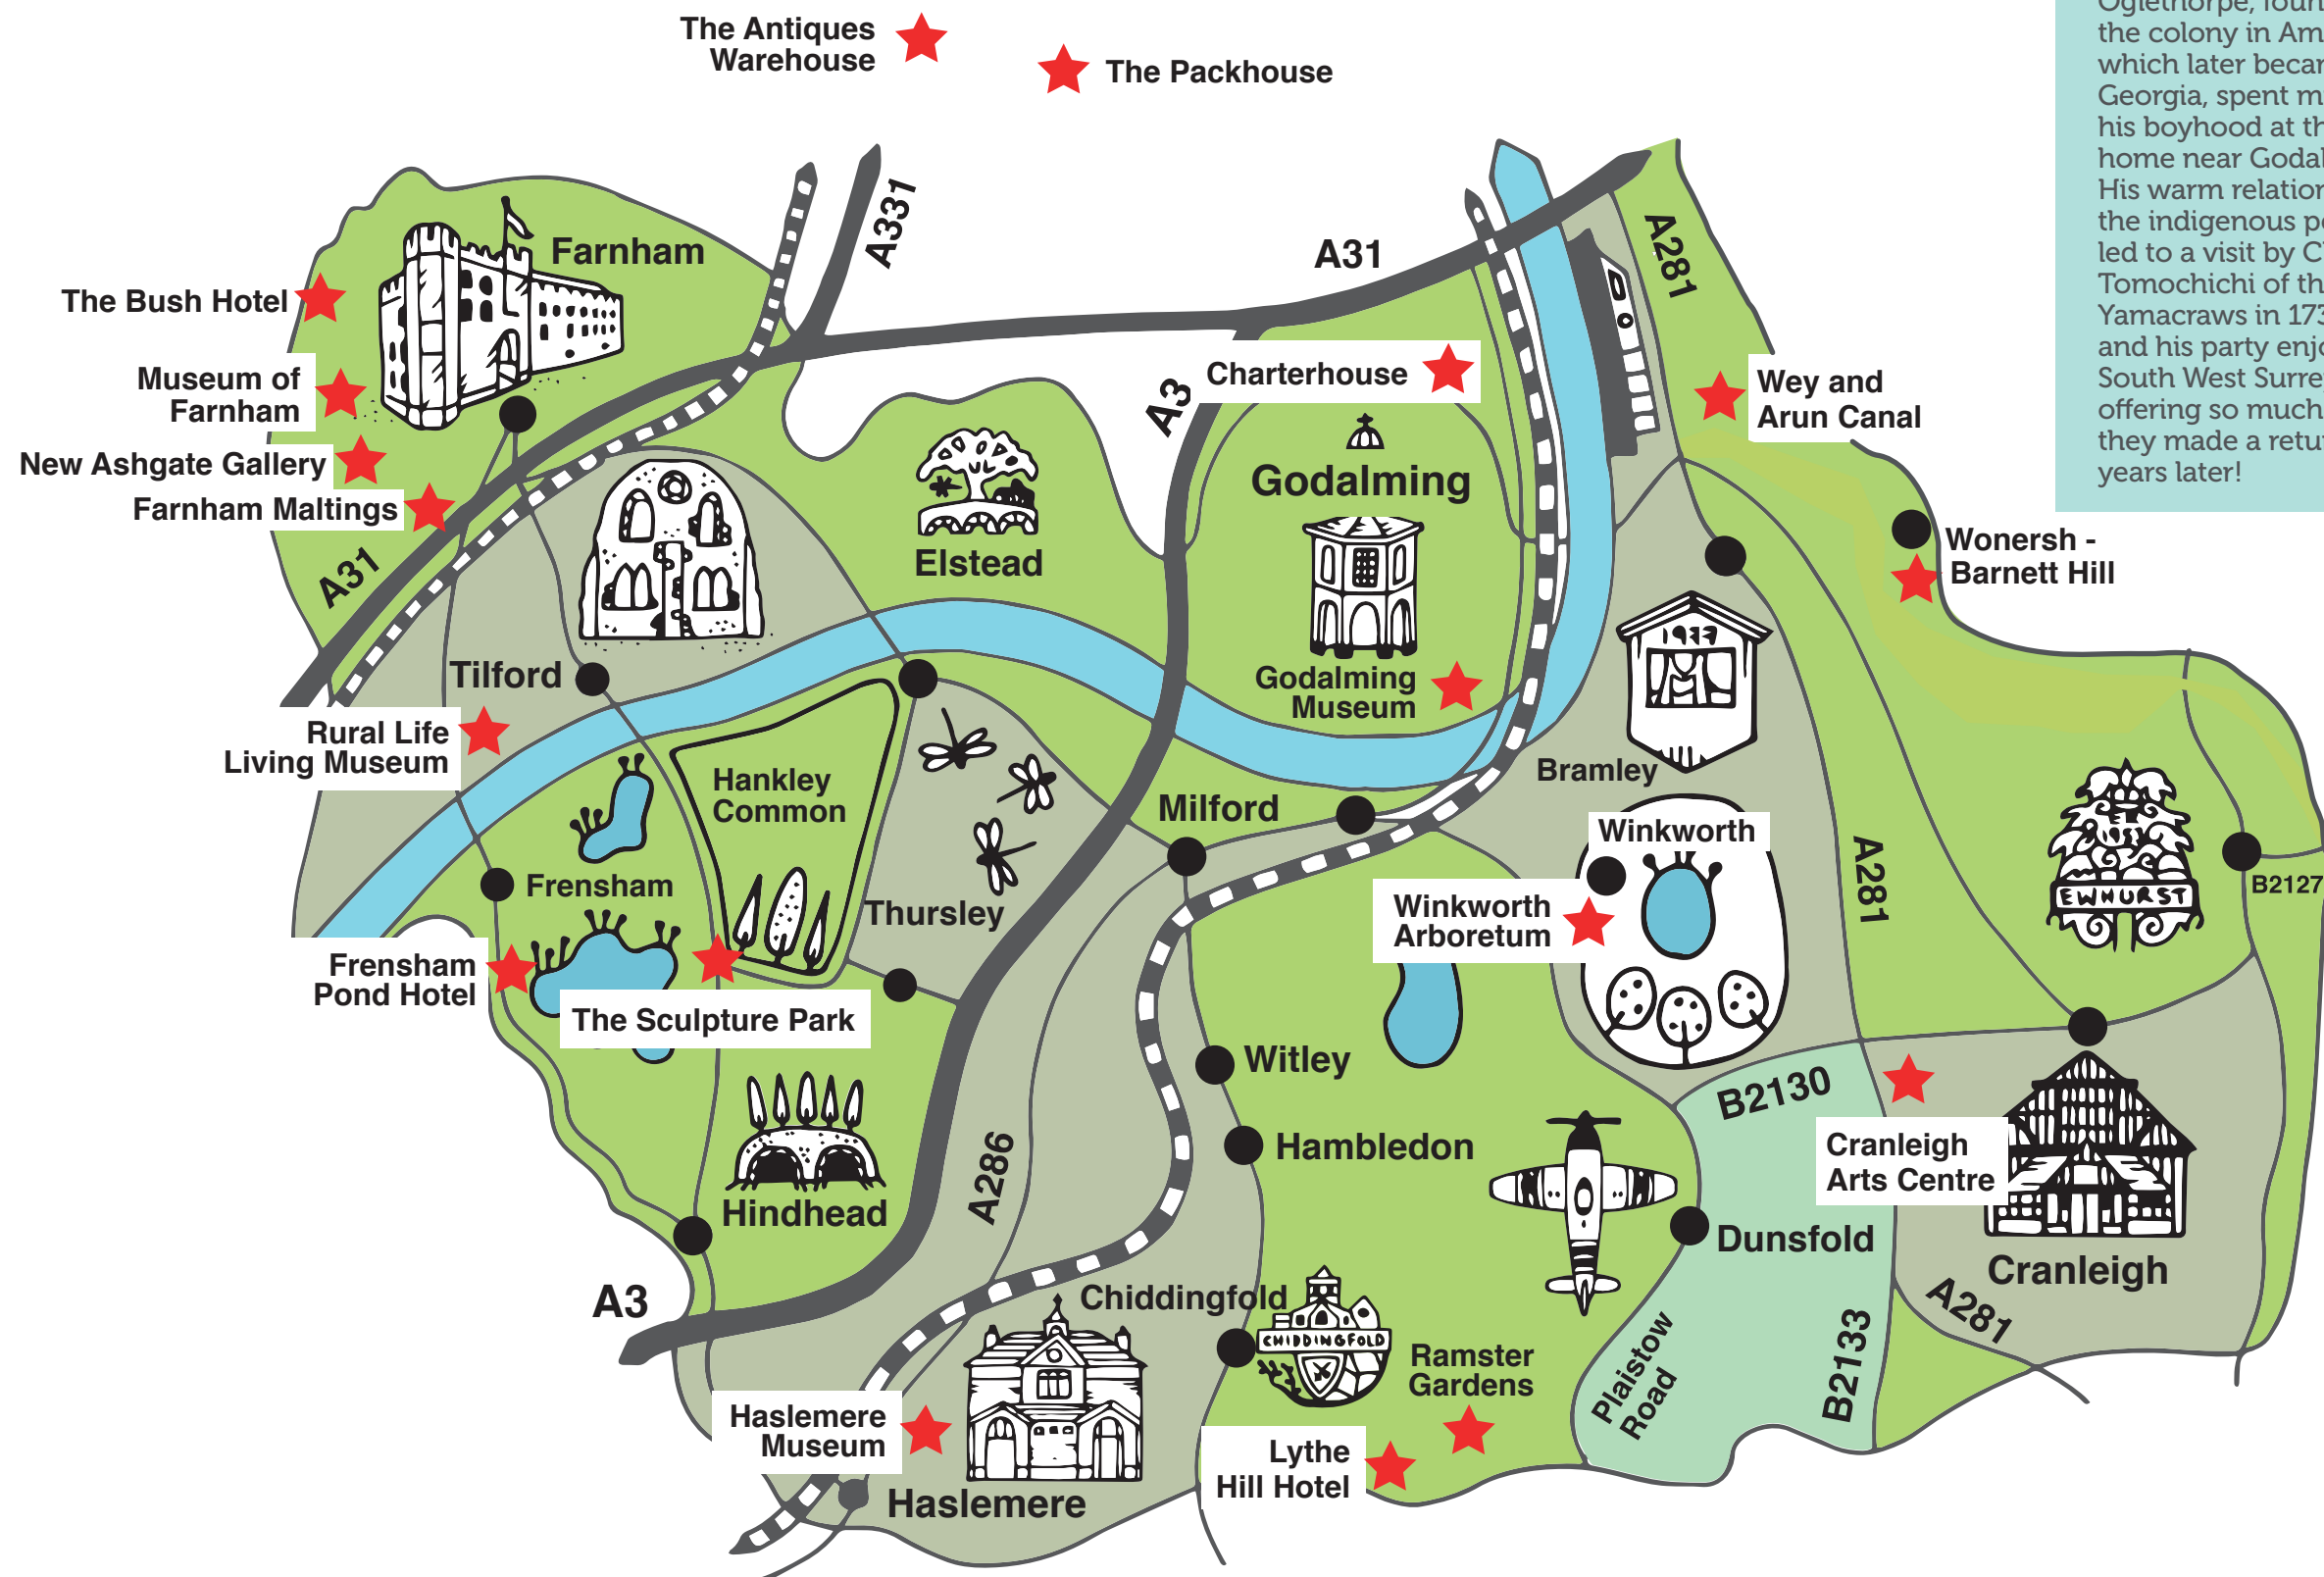 The Antiques
Warehouse
The Packhouse
Oglethorpe, foun
the colony in Am
which later becar
Georgia, spent m
his boyhood at th
home near Godal
His warm relation
the indigenous pe
led to a visit by C
Tomochichi of th
Yamacraws in 173
and his party enjo
South West Surre
offering so much
they made a retu
years later!
A331
A31
A281
Farnham
The Bush Hotel
Museum of
Farnham
New Ashgate Gallery
Farnham Maltings
A31
A3
Charterhouse
Godalming
Wey and
Arun Canal
Elstead
Wonersh -
Barnett Hill
1977
Tilford
Godalming
Museum
Rural Life
Living Museum
Hankley
Common
Bramley
Milford
Winkworth
Frensham
Thursley
Winkworth
Arboretum
A281
1953
EWHURST
B2127
Frensham
Pond Hotel
The Sculpture Park
Witley
B2130
Hambledon
Cranleigh
Arts Centre
A286
Hindhead
Dunsfold
Cranleigh
A3
Chiddingfold
CHIDDINGFOLD
A281
Plaistow
Road
B2133
Ramster
Gardens
Haslemere
Museum
Lythe
Hill Hotel
Haslemere